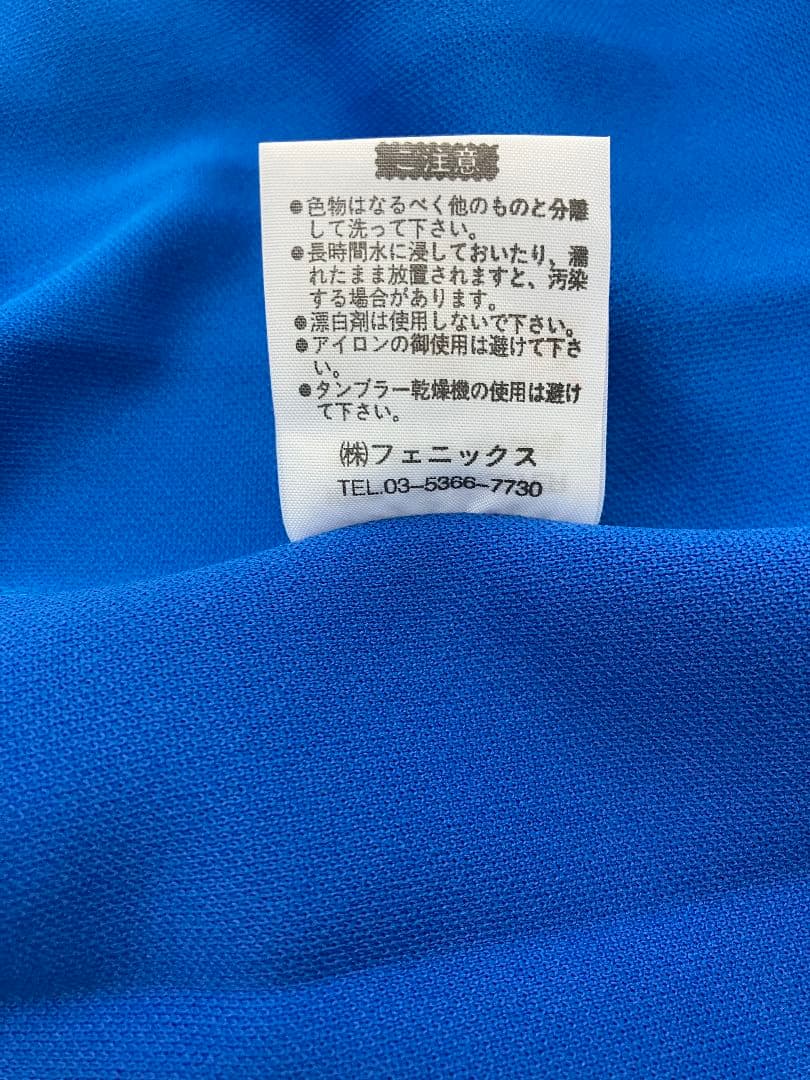 ご注意
●色物はなるべく他のものと分離
して洗って下さい。
●長時間水に浸しておいたり、濡
れたまま放置されますと、汚染
する場合があります。
●漂白剤は使用しないで下さい。
●アイロンの御使用は避けて下さ
い。
●タンブラー乾燥機の使用は避け
て下さい。
㈱フェニックス
TEL.03-5366-7730